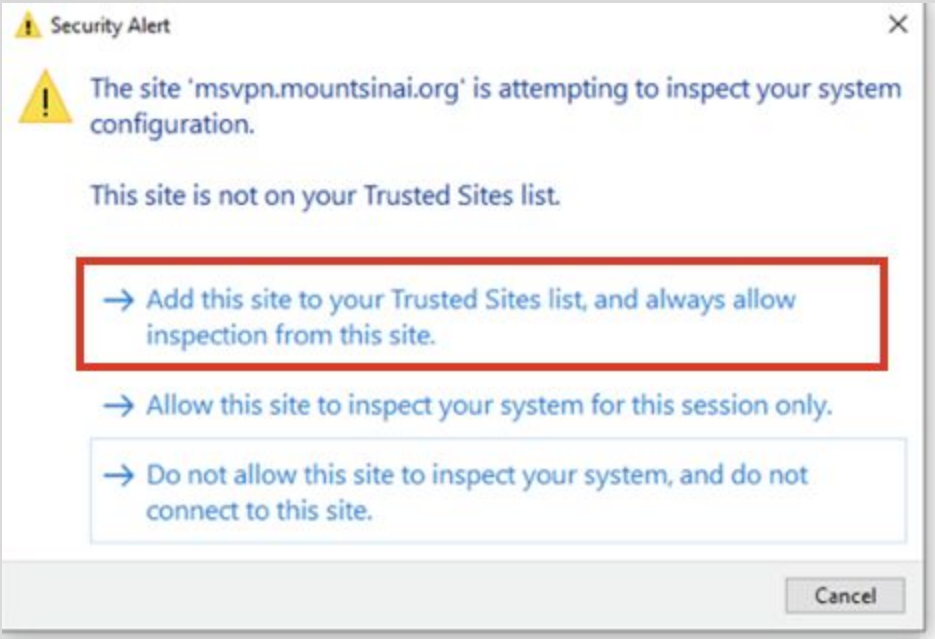 Security Alert
The site 'msvpn.mountsinai.org' is attempting to inspect your system
configuration.
This site is not on your Trusted Sites list.
Add this site to your Trusted Sites list, and always allow
inspection from this site.
Allow this site to inspect your system for this session only.
Do not allow this site to inspect your system, and do not
connect to this site.
Cancel